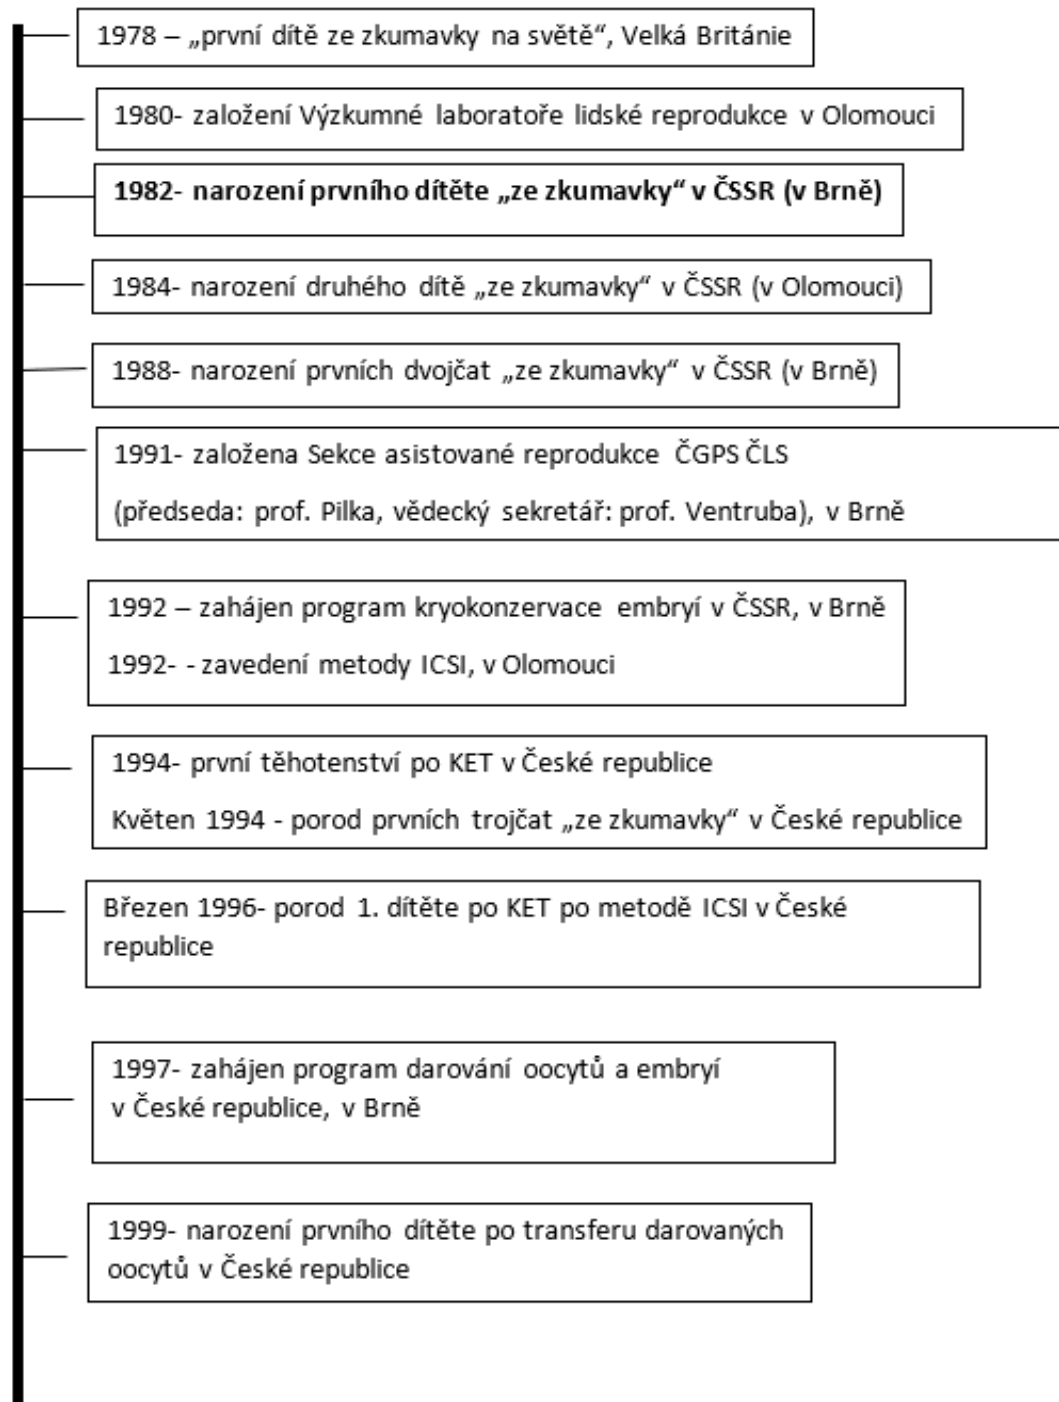 1978 – „první dítě ze zkumavky na světě“, Velká Británie
1980- založení Výzkumné laboratoře lidské reprodukce v Olomouci
1982- narození prvního dítěte „ze zkumavky“ v ČSSR (v Brně)
1984- narození druhého dítě „ze zkumavky“ v ČSSR (v Olomouci)
1988- narození prvních dvojčat „ze zkumavky“ v ČSSR (v Brně)
1991- založena Sekce asistované reprodukce ČGPS ČLS
(předseda: prof. Pilka, vědecký sekretář: prof. Ventruba), v Brně
1992 – zahájen program kryokonzervace embryí v ČSSR, v Brně
1992- - zavedení metody ICSI, v Olomouci
1994- první těhotenství po KET v České republice
Květen 1994 - porod prvních trojčat „ze zkumavky“ v České republice
Březen 1996- porod 1. dítěte po KET po metodě ICSI v České
republice
1997- zahájen program darování oocytů a embryí
v České republice, v Brně
1999- narození prvního dítěte po transferu darovaných
oocytů v České republice